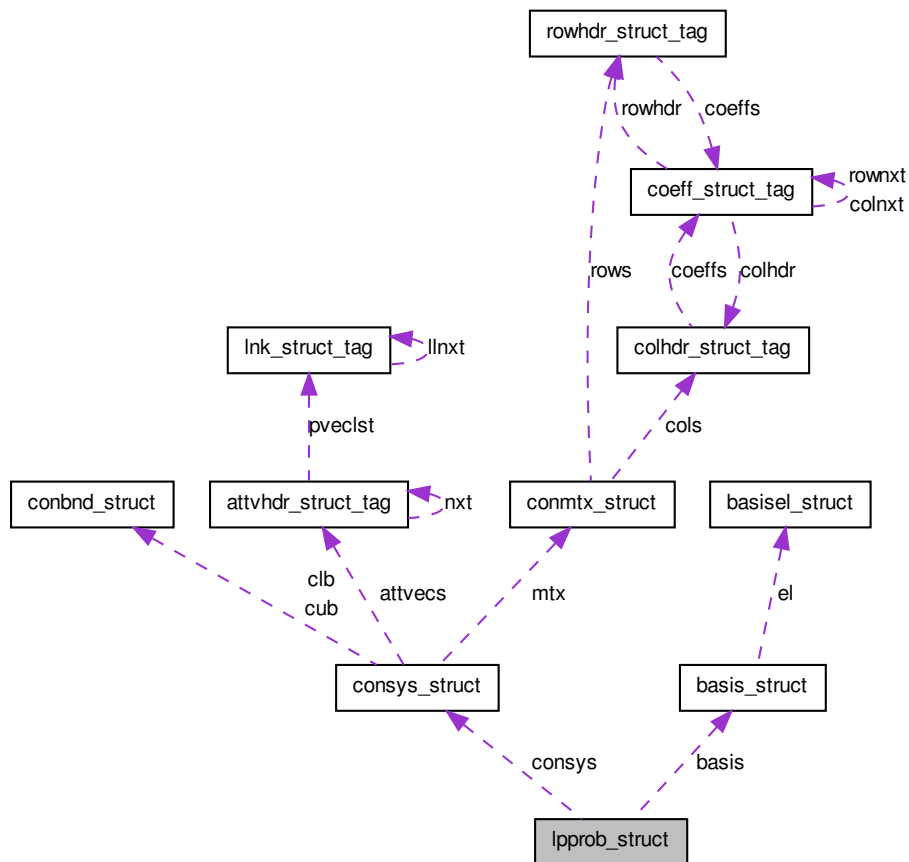 rowhdr_struct_tag
rowhdr
coeffs
coeff_struct_tag
rownxt
colnxt
rows
coeffs
colhdr
lnk_struct_tag
llnxt
colhdr_struct_tag
pveclst
cols
conbnd_struct
attvhdr_struct_tag
nxt
conmtx_struct
basisel_struct
clb
cub
attvecs
mtx
el
consys_struct
basis_struct
consys
basis
lpprob_struct